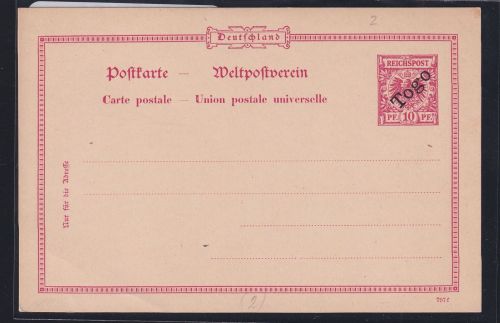 2
Deutschland
Postkarte — Weltpostverein
Carte postale — Union postale universelle
REICHSPOST
Togo
PF. 10 PF.
Nur für die Adresse
(2)